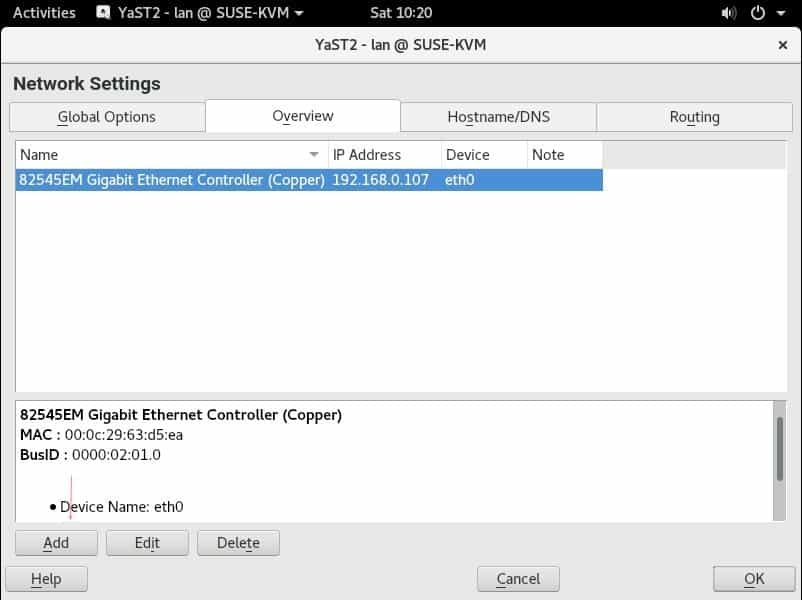 Activities YaST2 - lan @ SUSE-KVM Sat 10:20
YaST2 - lan @ SUSE-KVM ×
Network Settings
Global Options Overview Hostname/DNS Routing
Name IP Address Device Note
82545EM Gigabit Ethernet Controller (Copper) 192.168.0.107 eth0
82545EM Gigabit Ethernet Controller (Copper)
MAC : 00:0c:29:63:d5:ea
BusID : 0000:02:01.0
• Device Name: eth0
Add Edit Delete
Help Cancel OK